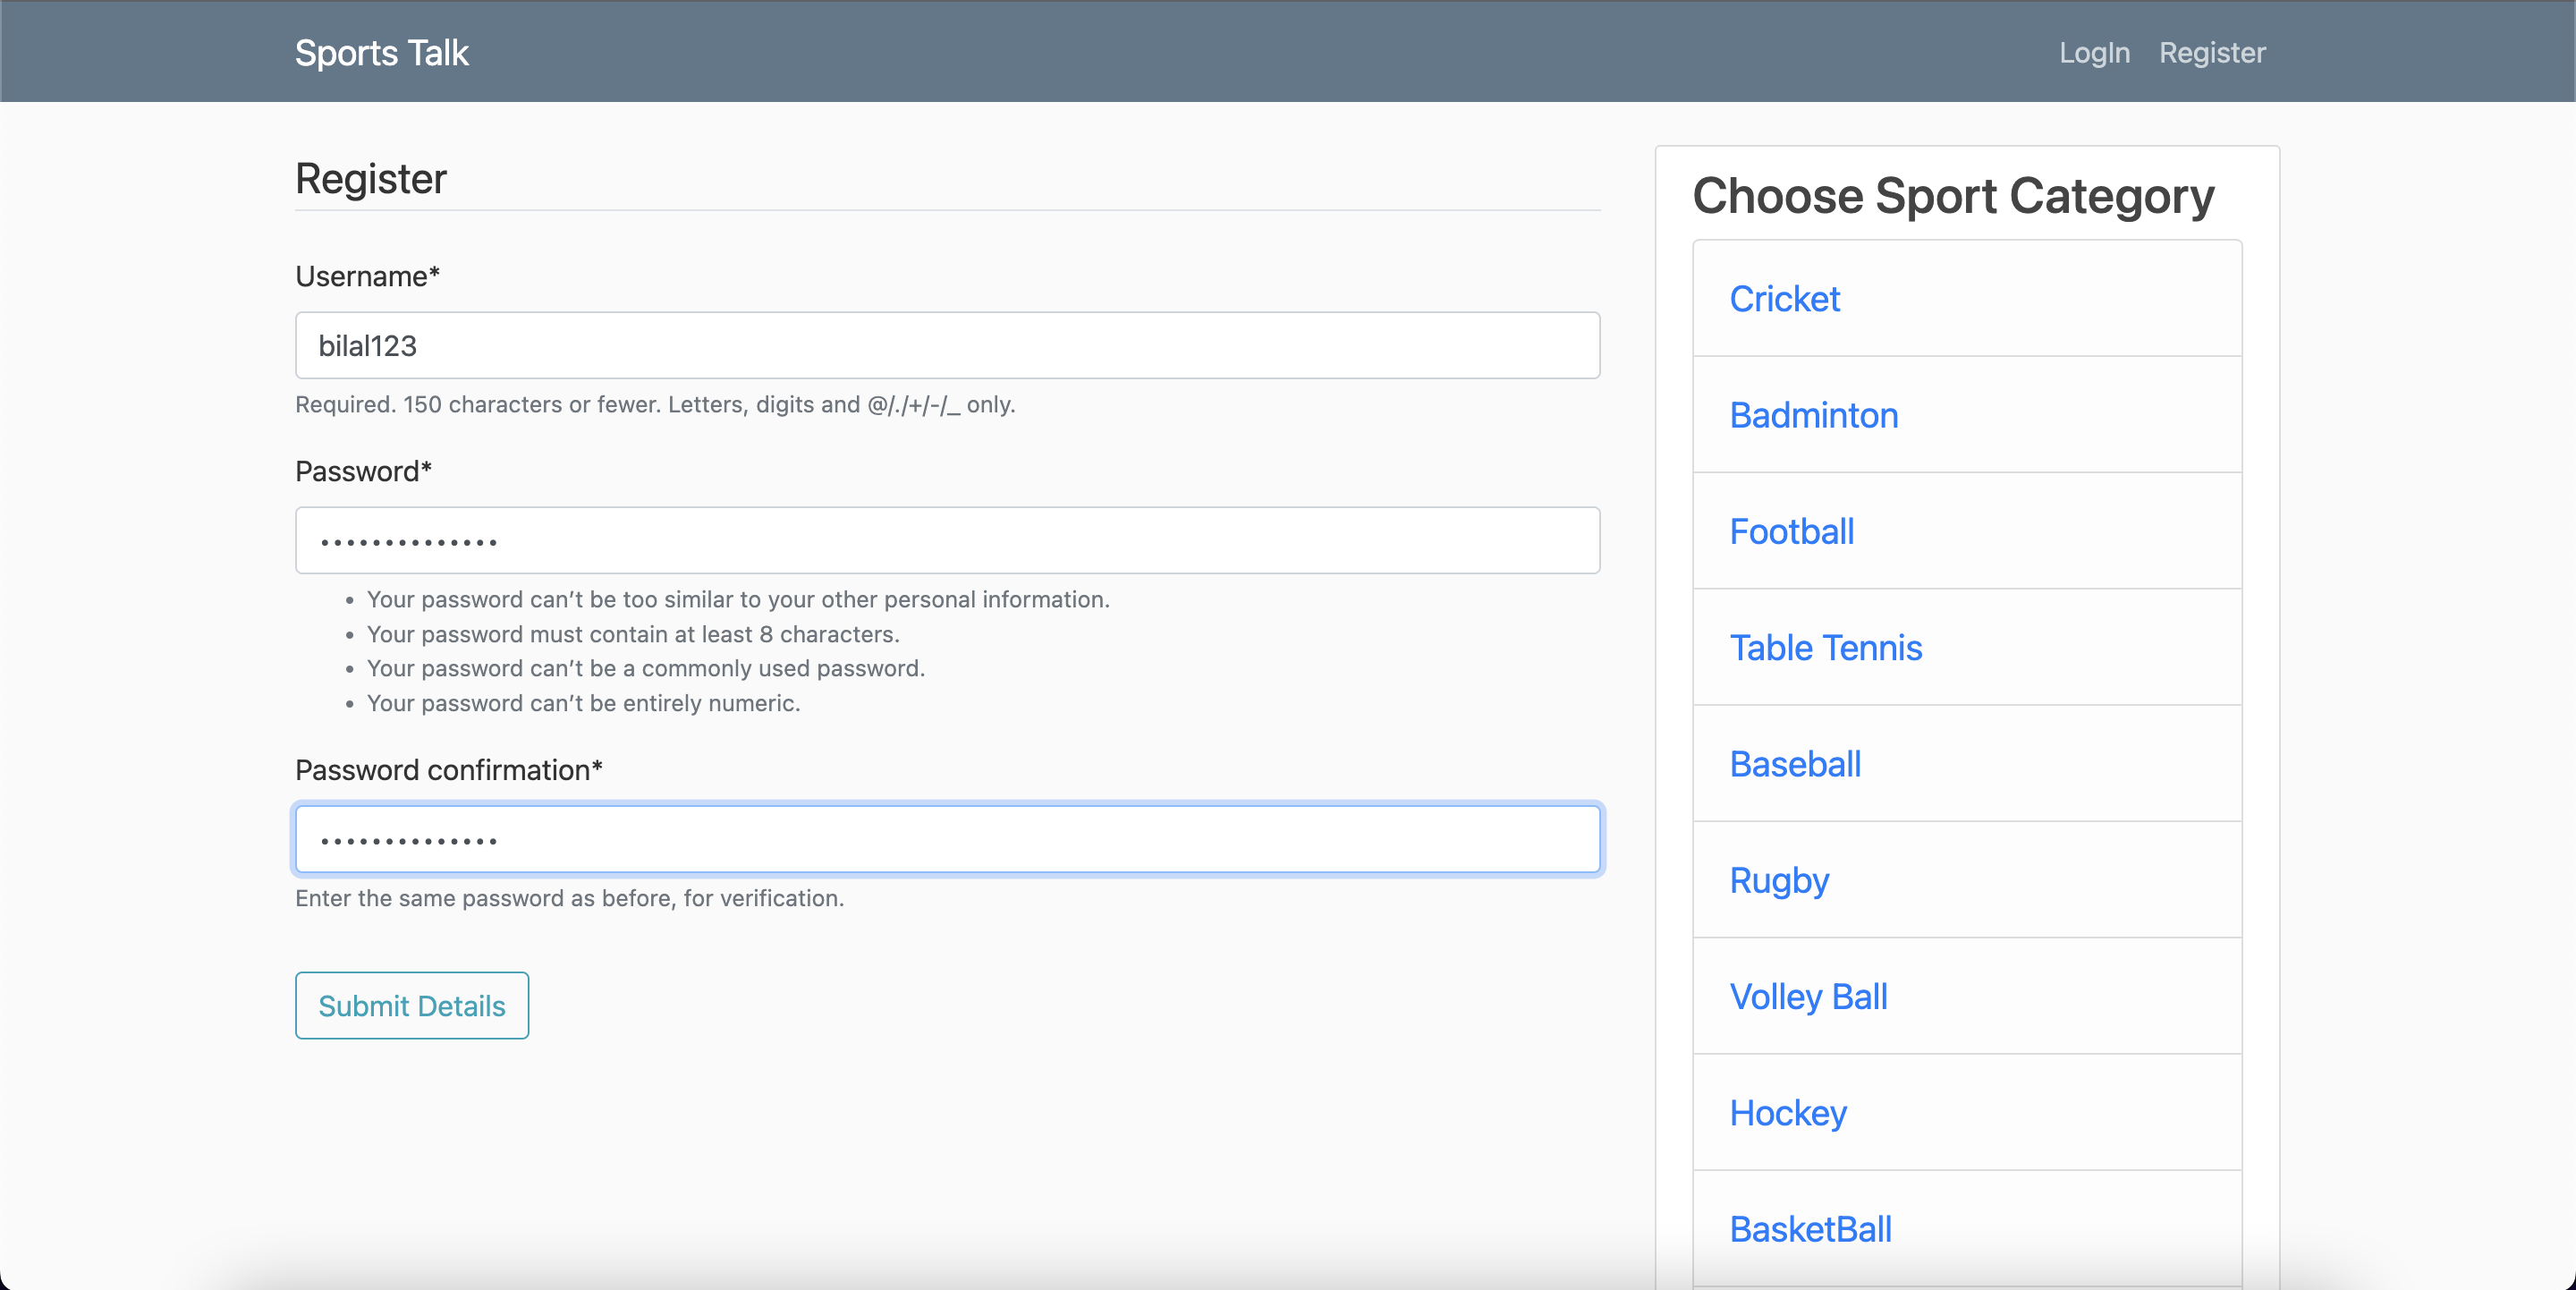 Sports Talk
LogIn
Register
Register
Username*
bilal123
Required. 150 characters or fewer. Letters, digits and @/./+/-/_ only.
Password*
••••••••••••••
• Your password can’t be too similar to your other personal information.
• Your password must contain at least 8 characters.
• Your password can’t be a commonly used password.
• Your password can’t be entirely numeric.
Password confirmation*
••••••••••••••
Enter the same password as before, for verification.
Submit Details
Choose Sport Category
Cricket
Badminton
Football
Table Tennis
Baseball
Rugby
Volley Ball
Hockey
BasketBall